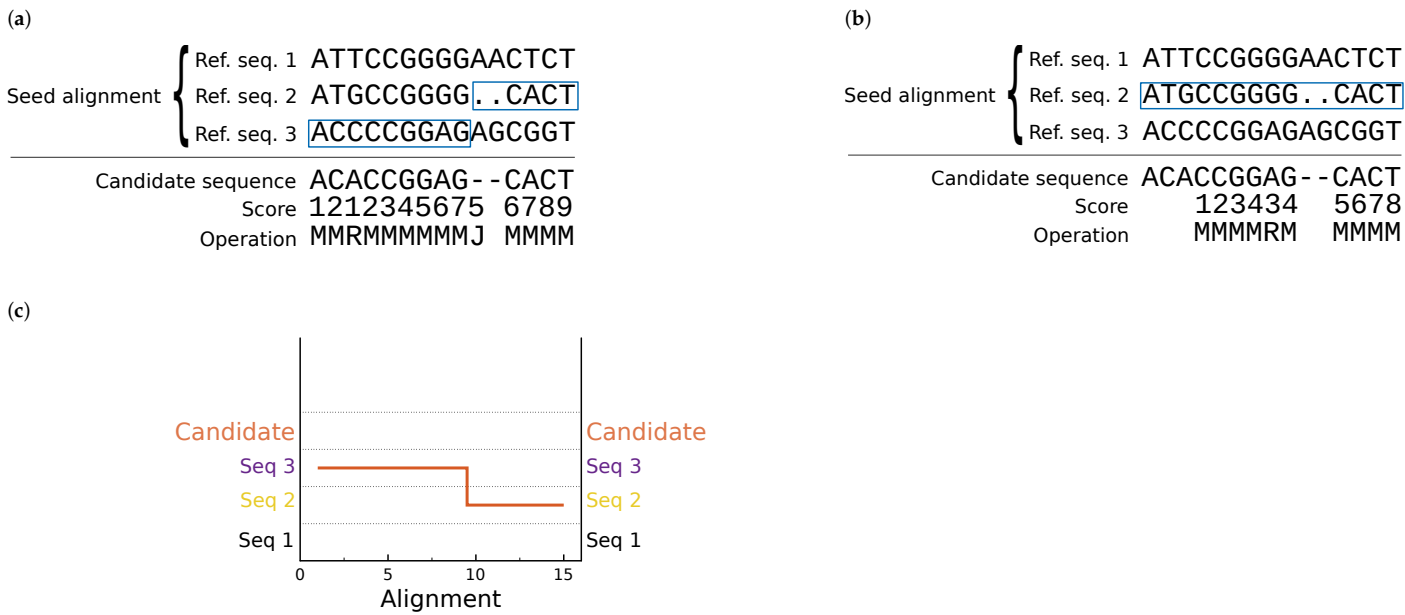 (a)
Ref. seq. 1 ATTCCGGGGAACTCT
Seed alignment { Ref. seq. 2 ATGCCGGGG..CACT
Ref. seq. 3 ACCCCGGAGAGCGGT
Candidate sequence ACACCGGAG--CACT
Score 1212345675 6789
Operation MMRMMMMMMJ MMMM
(b)
Ref. seq. 1 ATTCCGGGGAACTCT
Seed alignment { Ref. seq. 2 ATGCCGGGG..CACT
Ref. seq. 3 ACCCCGGAGAGCGGT
Candidate sequence ACACCGGAG--CACT
Score 123434 5678
Operation MMMMRM MMMM
(c)
Candidate Candidate
Seq 3 Seq 3
Seq 2 Seq 2
Seq 1 Seq 1
0 5 10 15
Alignment